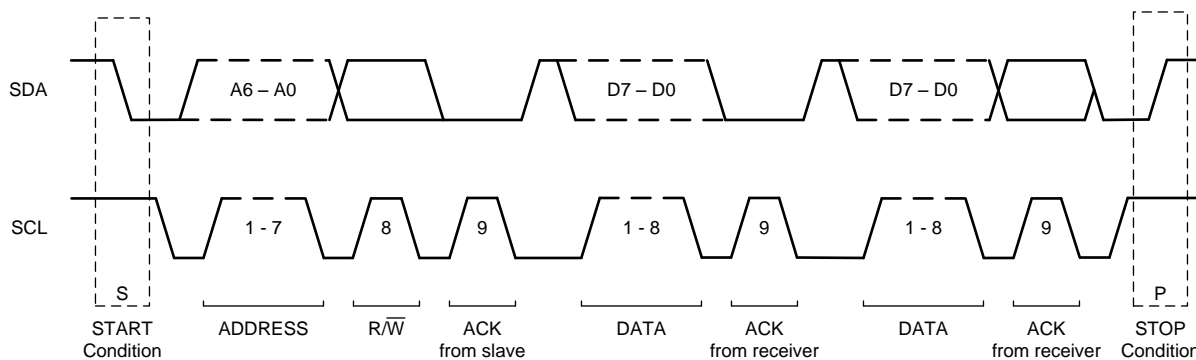 SDA
A6 – A0
D7 – D0
D7 – D0
SCL
1 - 7
8
9
1 - 8
9
1 - 8
9
S
P
START
Condition
ADDRESS
R/W̅
ACK
from slave
DATA
ACK
from receiver
DATA
ACK
from receiver
STOP
Condition